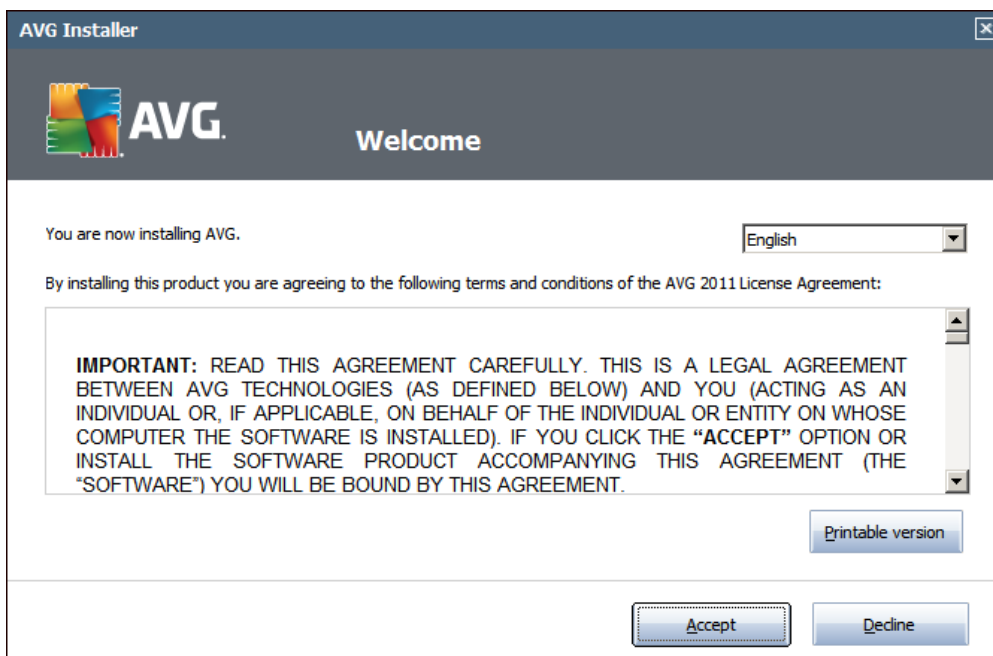 AVG Installer
AVG.
Welcome
You are now installing AVG.
English
By installing this product you are agreeing to the following terms and conditions of the AVG 2011 License Agreement:
IMPORTANT: READ THIS AGREEMENT CAREFULLY. THIS IS A LEGAL AGREEMENT
BETWEEN AVG TECHNOLOGIES (AS DEFINED BELOW) AND YOU (ACTING AS AN
INDIVIDUAL OR, IF APPLICABLE, ON BEHALF OF THE INDIVIDUAL OR ENTITY ON WHOSE
COMPUTER THE SOFTWARE IS INSTALLED). IF YOU CLICK THE “ACCEPT” OPTION OR
INSTALL THE SOFTWARE PRODUCT ACCOMPANYING THIS AGREEMENT (THE
“SOFTWARE”) YOU WILL BE BOUND BY THIS AGREEMENT.
Printable version
Accept
Decline